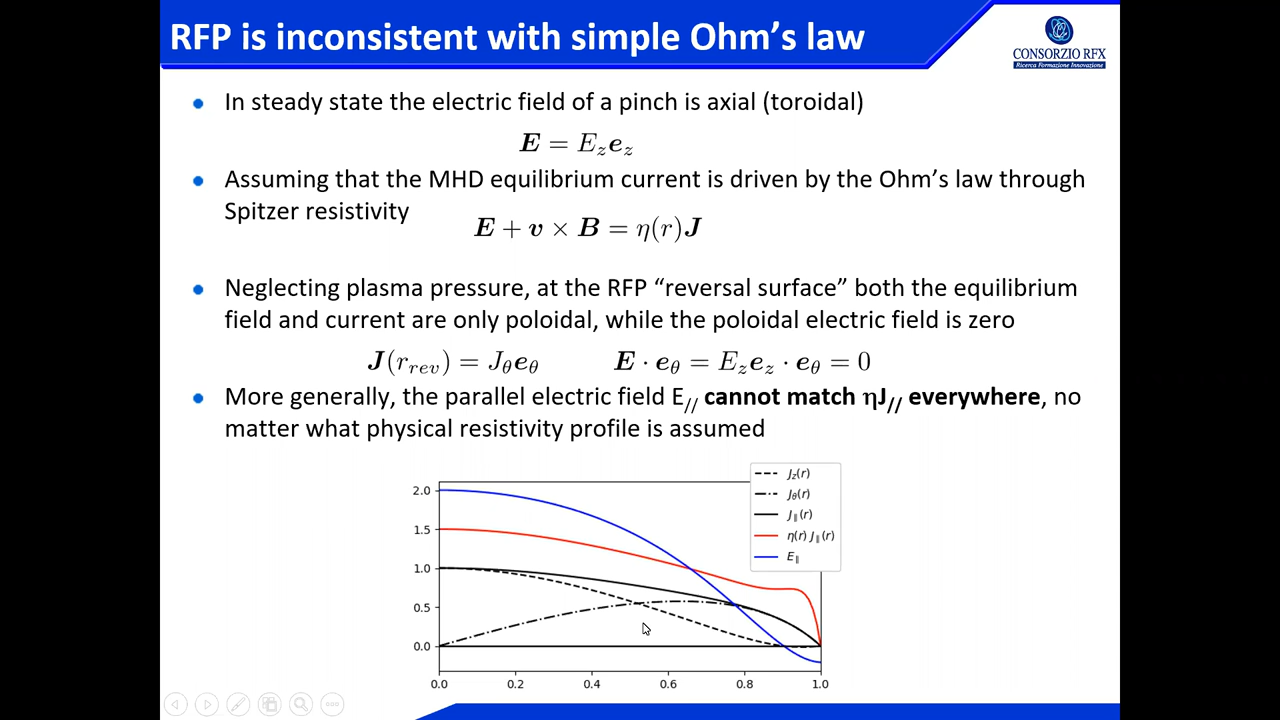 RFP is inconsistent with simple Ohm's law
CONSORZIO RFX
Ricerca Formazione Innovazione
In steady state the electric field of a pinch is axial (toroidal)
E = E_z e_z
Assuming that the MHD equilibrium current is driven by the Ohm's law through
Spitzer resistivity
E + v × B = η(r)J
Neglecting plasma pressure, at the RFP “reversal surface” both the equilibrium
field and current are only poloidal, while the poloidal electric field is zero
J(r_rev) = J_θ e_θ E · e_θ = E_z e_z · e_θ = 0
More generally, the parallel electric field E_// cannot match ηJ_// everywhere, no
matter what physical resistivity profile is assumed
J_z(r)
J_θ(r)
J_∥(r)
η(r) J_∥(r)
E_∥
2.0
1.5
1.0
0.5
0.0
0.0 0.2 0.4 0.6 0.8 1.0